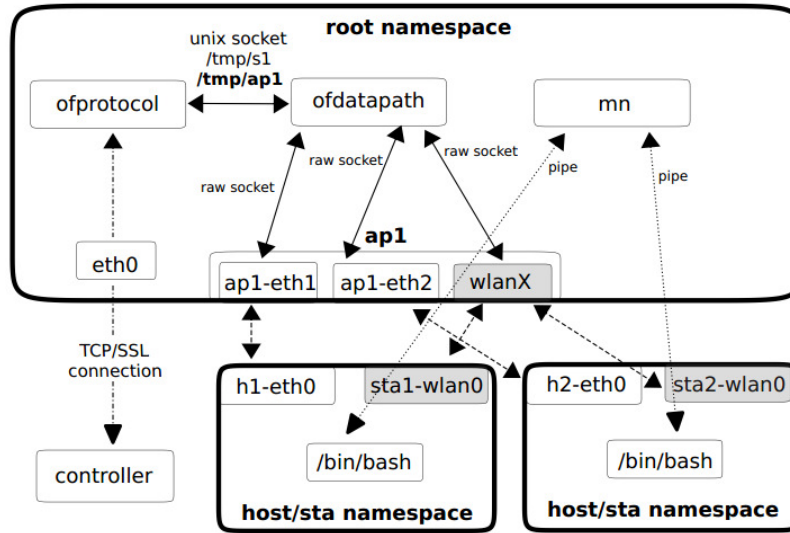 root namespace
unix socket
/tmp/s1
/tmp/ap1
ofprotocol
ofdatapath
mn
raw socket
raw socket
raw socket
pipe
pipe
ap1
eth0
ap1-eth1
ap1-eth2
wlanX
TCP/SSL
connection
h1-eth0
sta1-wlan0
h2-eth0
sta2-wlan0
controller
/bin/bash
/bin/bash
host/sta namespace
host/sta namespace